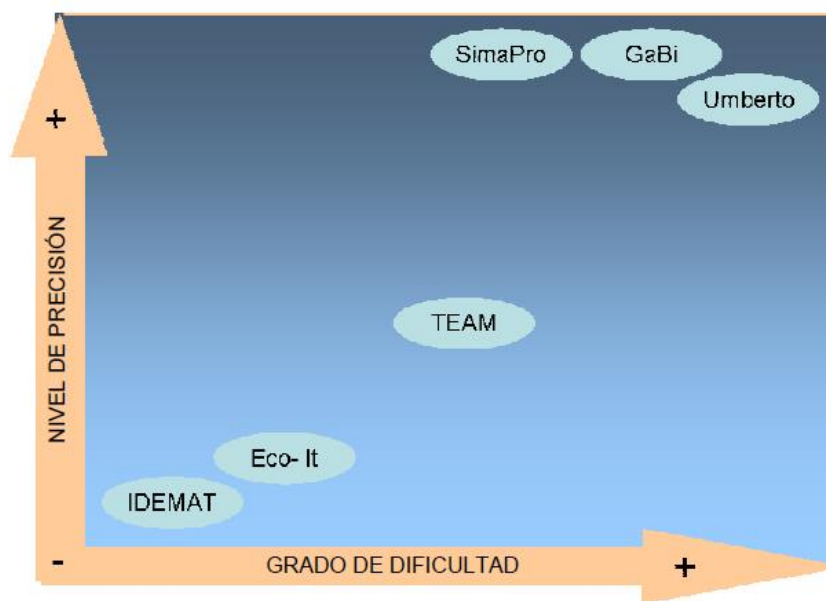 SimaPro
GaBi
Umberto
+
NIVEL DE PRECISIÓN
TEAM
Eco- It
IDEMAT
-
GRADO DE DIFICULTAD
+